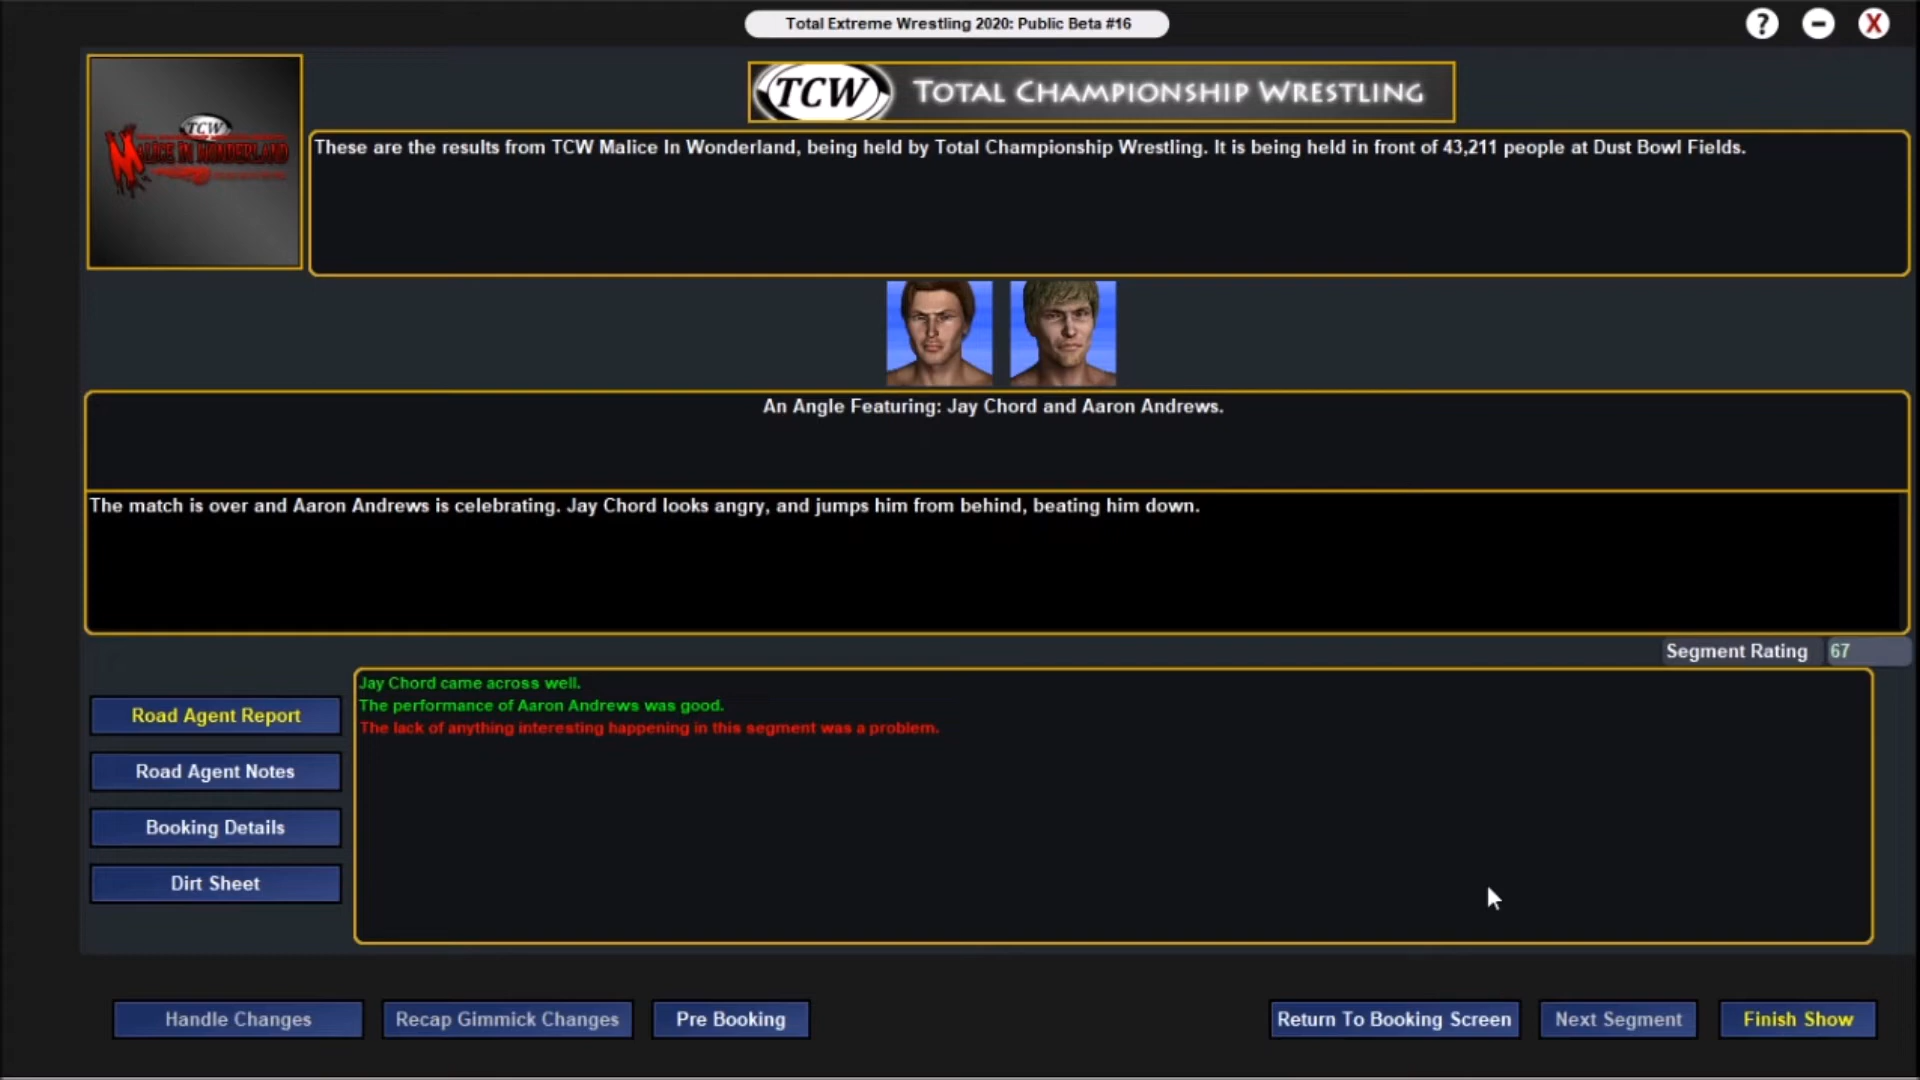 Total Extreme Wrestling 2020: Public Beta #16
?
X
TCW
TOTAL CHAMPIONSHIP WRESTLING
TCW
MALICE IN WONDERLAND
These are the results from TCW Malice In Wonderland, being held by Total Championship Wrestling. It is being held in front of 43,211 people at Dust Bowl Fields.
An Angle Featuring: Jay Chord and Aaron Andrews.
The match is over and Aaron Andrews is celebrating. Jay Chord looks angry, and jumps him from behind, beating him down.
Segment Rating 67
Jay Chord came across well.
The performance of Aaron Andrews was good.
The lack of anything interesting happening in this segment was a problem.
Road Agent Report
Road Agent Notes
Booking Details
Dirt Sheet
Handle Changes
Recap Gimmick Changes
Pre Booking
Return To Booking Screen
Next Segment
Finish Show